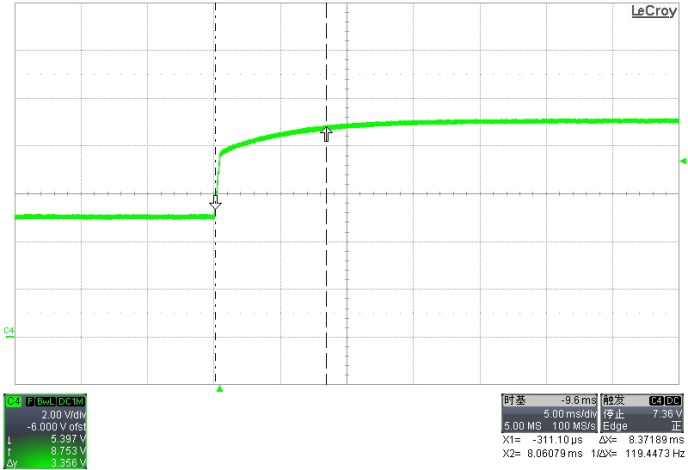 LeCroy
C4
C4 F BwL DC1M
2.00 V/div
-6.000 V ofst
↓ 5.397 V
↑ 8.753 V
Δy 3.356 V
时基 -9.6 ms
5.00 ms/div
5.00 MS 100 MS/s
触发 C4 DC
停止 7.36 V
Edge 正
X1= -311.10 µs ΔX= 8.37189 ms
X2= 8.06079 ms 1/ΔX= 119.4473 Hz